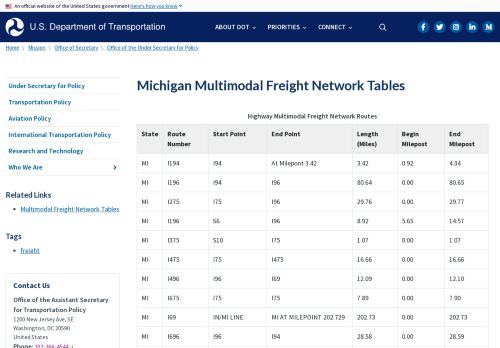 An official website of the United States government Here's how you know
U.S. Department of Transportation
ABOUT DOT
PRIORITIES
CONNECT
Home \ Mission \ Office of Secretary \ Office of the Under Secretary for Policy
Under Secretary for Policy
Transportation Policy
Aviation Policy
International Transportation Policy
Research and Technology
Who We Are
Related Links
Multimodal Freight Network Tables
Tags
freight
Contact Us
Office of the Assistant Secretary
for Transportation Policy
1200 New Jersey Ave, SE
Washington, DC 20590
United States
Phone: 202-366-4544
Michigan Multimodal Freight Network Tables
Highway Multimodal Freight Network Routes
State Route Number Start Point End Point Length (Miles) Begin Milepost End Milepost
MI I194 I94 At Milepont 3.42 3.42 0.92 4.34
MI I196 I94 I96 80.64 0.00 80.65
MI I275 I75 I96 29.76 0.00 29.77
MI I196 S6 I96 8.92 5.65 14.57
MI I375 S10 I75 1.07 0.00 1.07
MI I475 I75 I475 16.66 0.00 16.66
MI I496 I96 I69 12.09 0.00 12.10
MI I675 I75 I75 7.89 0.00 7.90
MI I69 IN/MI LINE MI AT MILEPOINT 202.729 202.73 0.00 202.73
MI I696 I96 I94 28.58 0.00 28.59